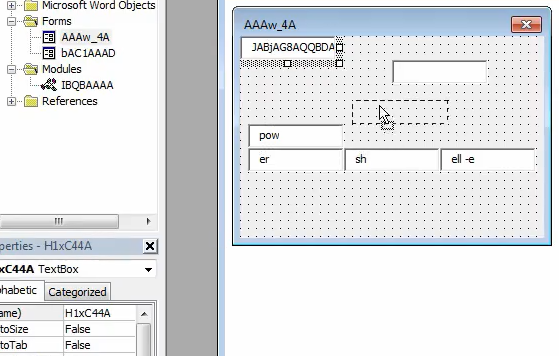 Microsoft Word Objects
Forms
AAAw_4A
bAC1AAAD
Modules
IBQBAAAA
References
perties - H1xC44A
xC44A TextBox
phabetic Categorized
ame) H1xC44A
toSize False
toTab False
AAAw_4A
JABjAG8AQQBDA
pow
er sh ell -e